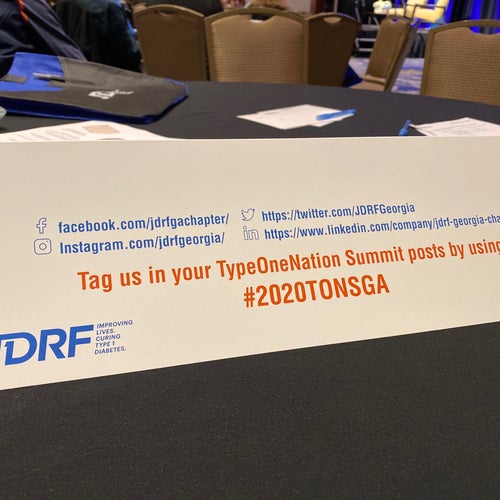 facebook.com/jdrfgachapter/
Instagram.com/jdrfgeorgia/
https://twitter.com/JDRFGeorgia
https://www.linkedin.com/company/jdrf-georgia-cha
Tag us in your TypeOneNation Summit posts by using
#2020TONSGA
JDRF
IMPROVING
LIVES.
CURING
TYPE 1
DIABETES.